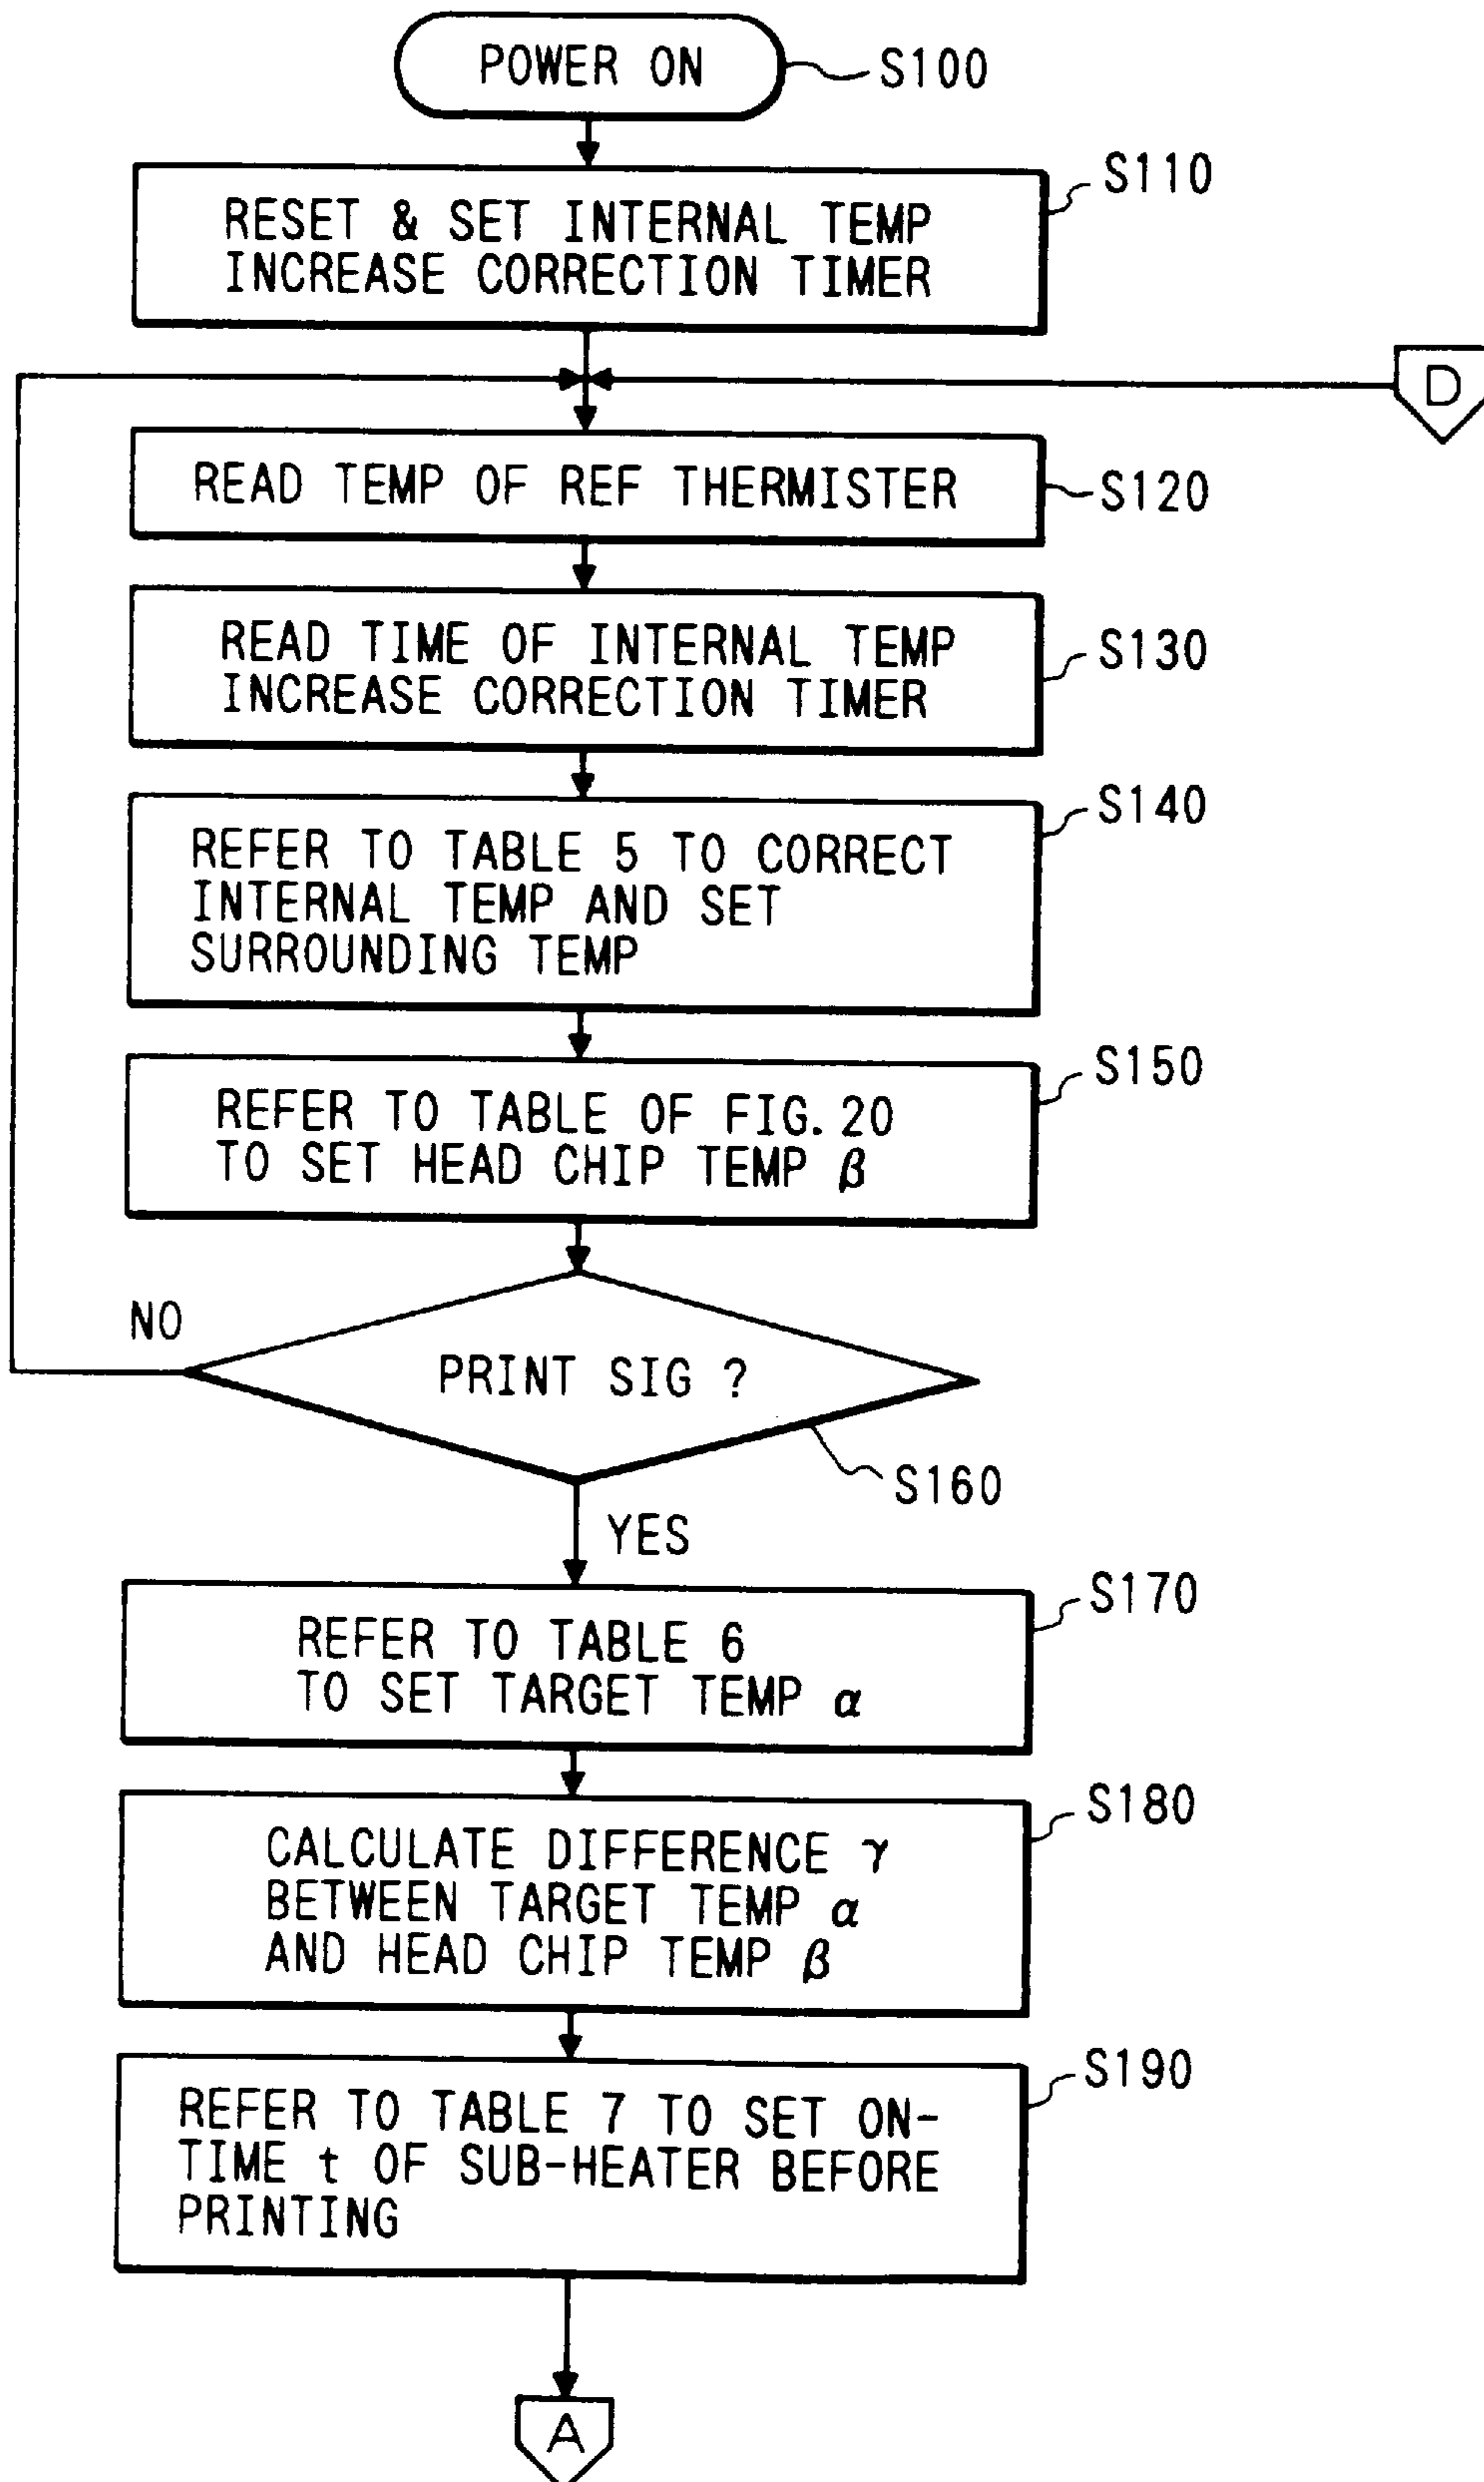 POWER ON
S100
S110
RESET & SET INTERNAL TEMP
INCREASE CORRECTION TIMER
D
READ TEMP OF REF THERMISTER
S120
READ TIME OF INTERNAL TEMP
INCREASE CORRECTION TIMER
S130
S140
REFER TO TABLE 5 TO CORRECT
INTERNAL TEMP AND SET
SURROUNDING TEMP
S150
REFER TO TABLE OF FIG. 20
TO SET HEAD CHIP TEMP β
NO
PRINT SIG ?
S160
YES
S170
REFER TO TABLE 6
TO SET TARGET TEMP α
S180
CALCULATE DIFFERENCE γ
BETWEEN TARGET TEMP α
AND HEAD CHIP TEMP β
S190
REFER TO TABLE 7 TO SET ON-
TIME t OF SUB-HEATER BEFORE
PRINTING
A